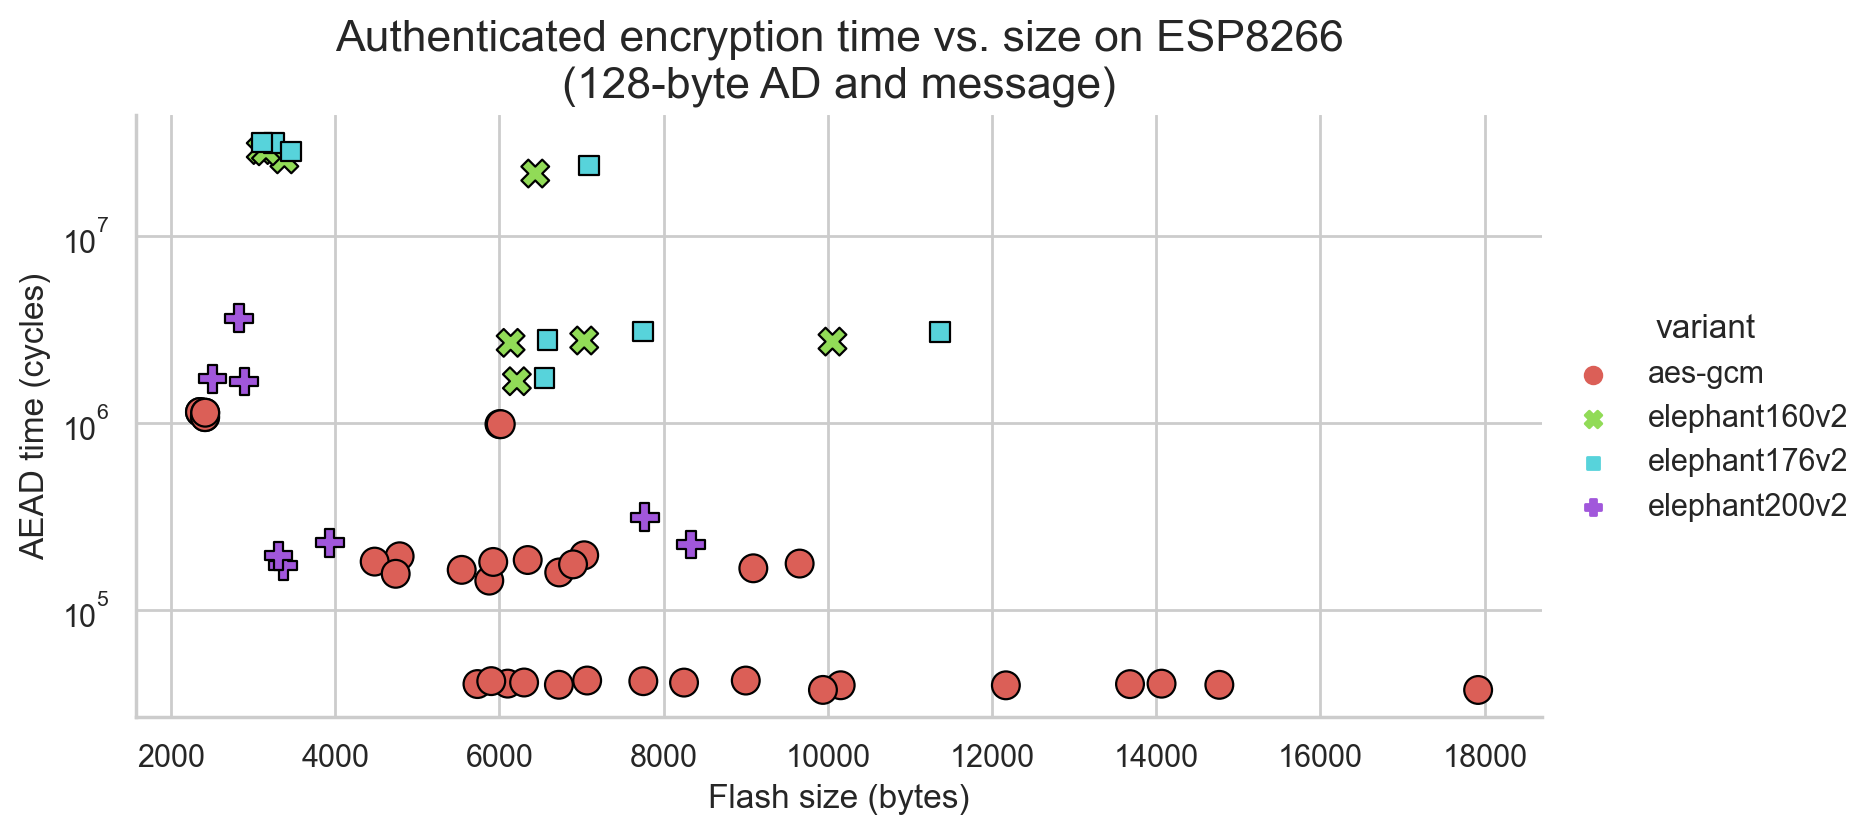 Authenticated encryption time vs. size on ESP8266
(128-byte AD and message)
AEAD time (cycles)
10^7
10^6
10^5
2000 4000 6000 8000 10000 12000 14000 16000 18000
Flash size (bytes)
variant
aes-gcm
elephant160v2
elephant176v2
elephant200v2